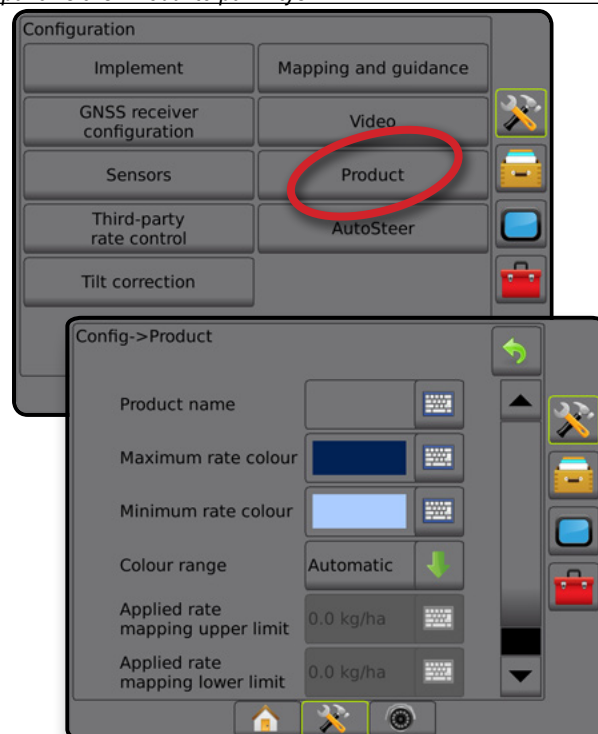 Configuration
Implement
Mapping and guidance
GNSS receiver
configuration
Video
Sensors
Product
Third-party
rate control
AutoSteer
Tilt correction
Config->Product
Product name
Maximum rate colour
Minimum rate colour
Colour range
Automatic
Applied rate
mapping upper limit
0.0 kg/ha
Applied rate
mapping lower limit
0.0 kg/ha